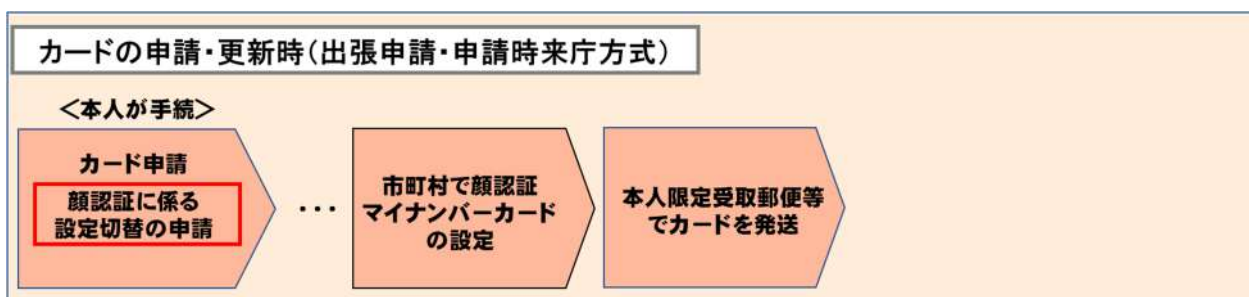 カードの申請・更新時(出張申請・申請時来庁方式)
＜本人が手続＞
カード申請
顔認証に係る
設定切替の申請
・・・
市町村で顔認証
マイナンバーカード
の設定
本人限定受取郵便等
でカードを発送